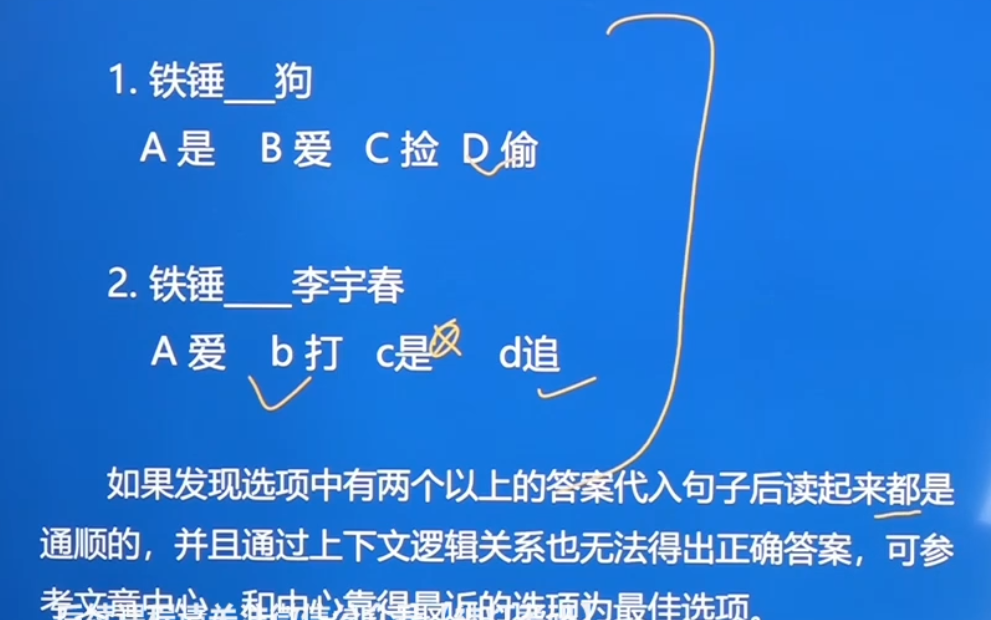 1. 铁锤___狗
A 是 B 爱 C 捡 D 偷
2. 铁锤___李宇春
A 爱 b 打 c是 d追
如果发现选项中有两个以上的答案代入句子后读起来都是
通顺的，并且通过上下文逻辑关系也无法得出正确答案，可参
考文章中心，和中心靠得最近的选项为最佳选项。